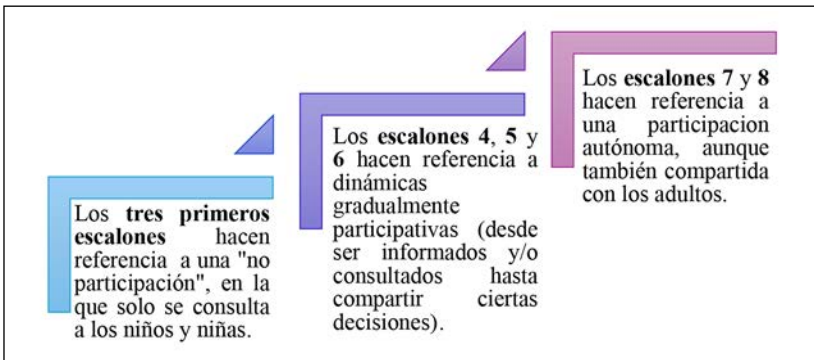 Los tres primeros
escalones hacen
referencia a una "no
participación", en la
que solo se consulta
a los niños y niñas.
Los escalones 4, 5 y
6 hacen referencia a
dinámicas
gradualmente
participativas (desde
ser informados y/o
consultados hasta
compartir ciertas
decisiones).
Los escalones 7 y 8
hacen referencia a
una participacion
autónoma, aunque
también compartida
con los adultos.